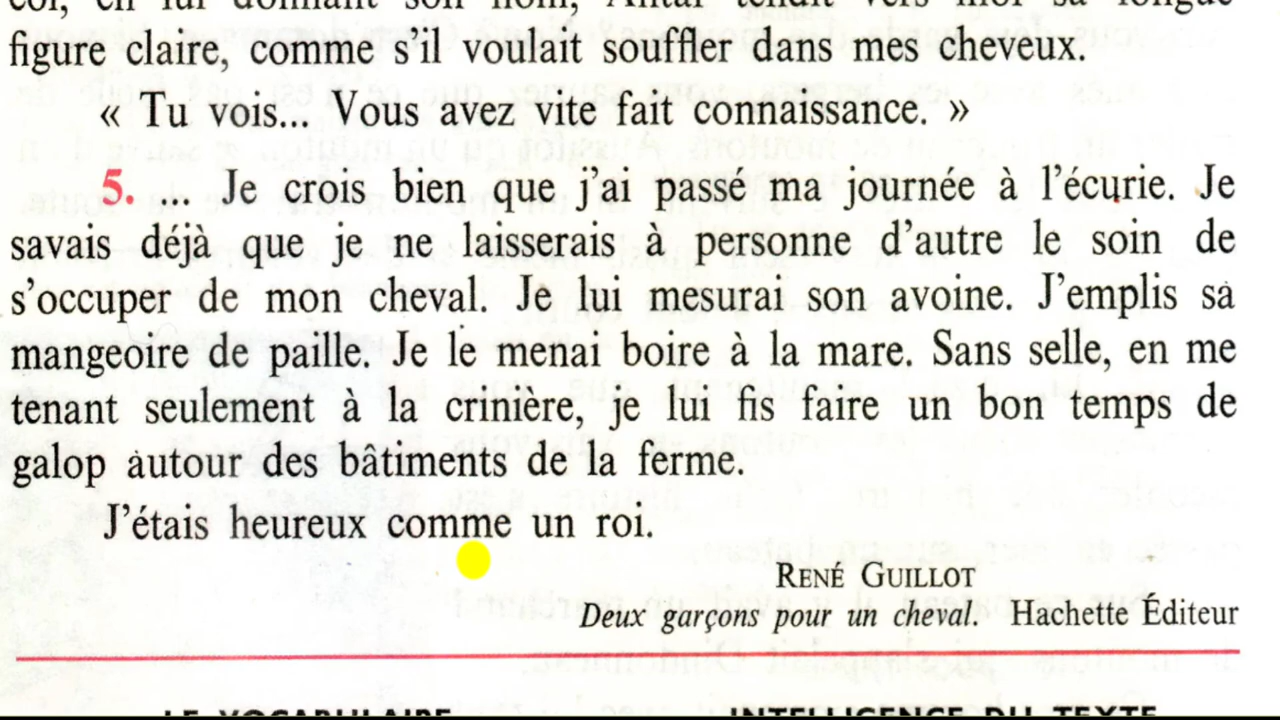 figure claire, comme s'il voulait souffler dans mes cheveux.
« Tu vois... Vous avez vite fait connaissance. »
5. ... Je crois bien que j'ai passé ma journée à l'écurie. Je
savais déjà que je ne laisserais à personne d'autre le soin de
s'occuper de mon cheval. Je lui mesurai son avoine. J'emplis sa
mangeoire de paille. Je le menai boire à la mare. Sans selle, en me
tenant seulement à la crinière, je lui fis faire un bon temps de
galop autour des bâtiments de la ferme.
J'étais heureux comme un roi.
RENÉ GUILLOT
Deux garçons pour un cheval. Hachette Éditeur